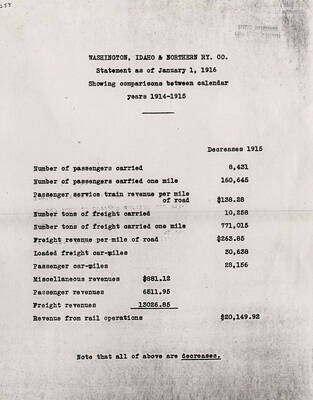 WASHINGTON, IDAHO & NORTHERN RY. CO.
Statement as of January 1, 1916
Showing comparisons between calendar
years 1914-1915
Decreases 1915
Number of passengers carried 8,431
Number of passengers carfied one mile 160,645
Passenger service train revenue per mile
of road $138.28
Number tons of freight carried 10,258
Number tons of freight carried one mile 771,015
Freight revenue per mile of road $263.85
Loaded freight car-miles 30,638
Passenger car-miles 28,156
Miscellaneous revenues $881.12
Passenger revenues 6511.95
Freight revenues 13026.85
Revenue from rail operations $20,149.92
Note that all of above are decreases.